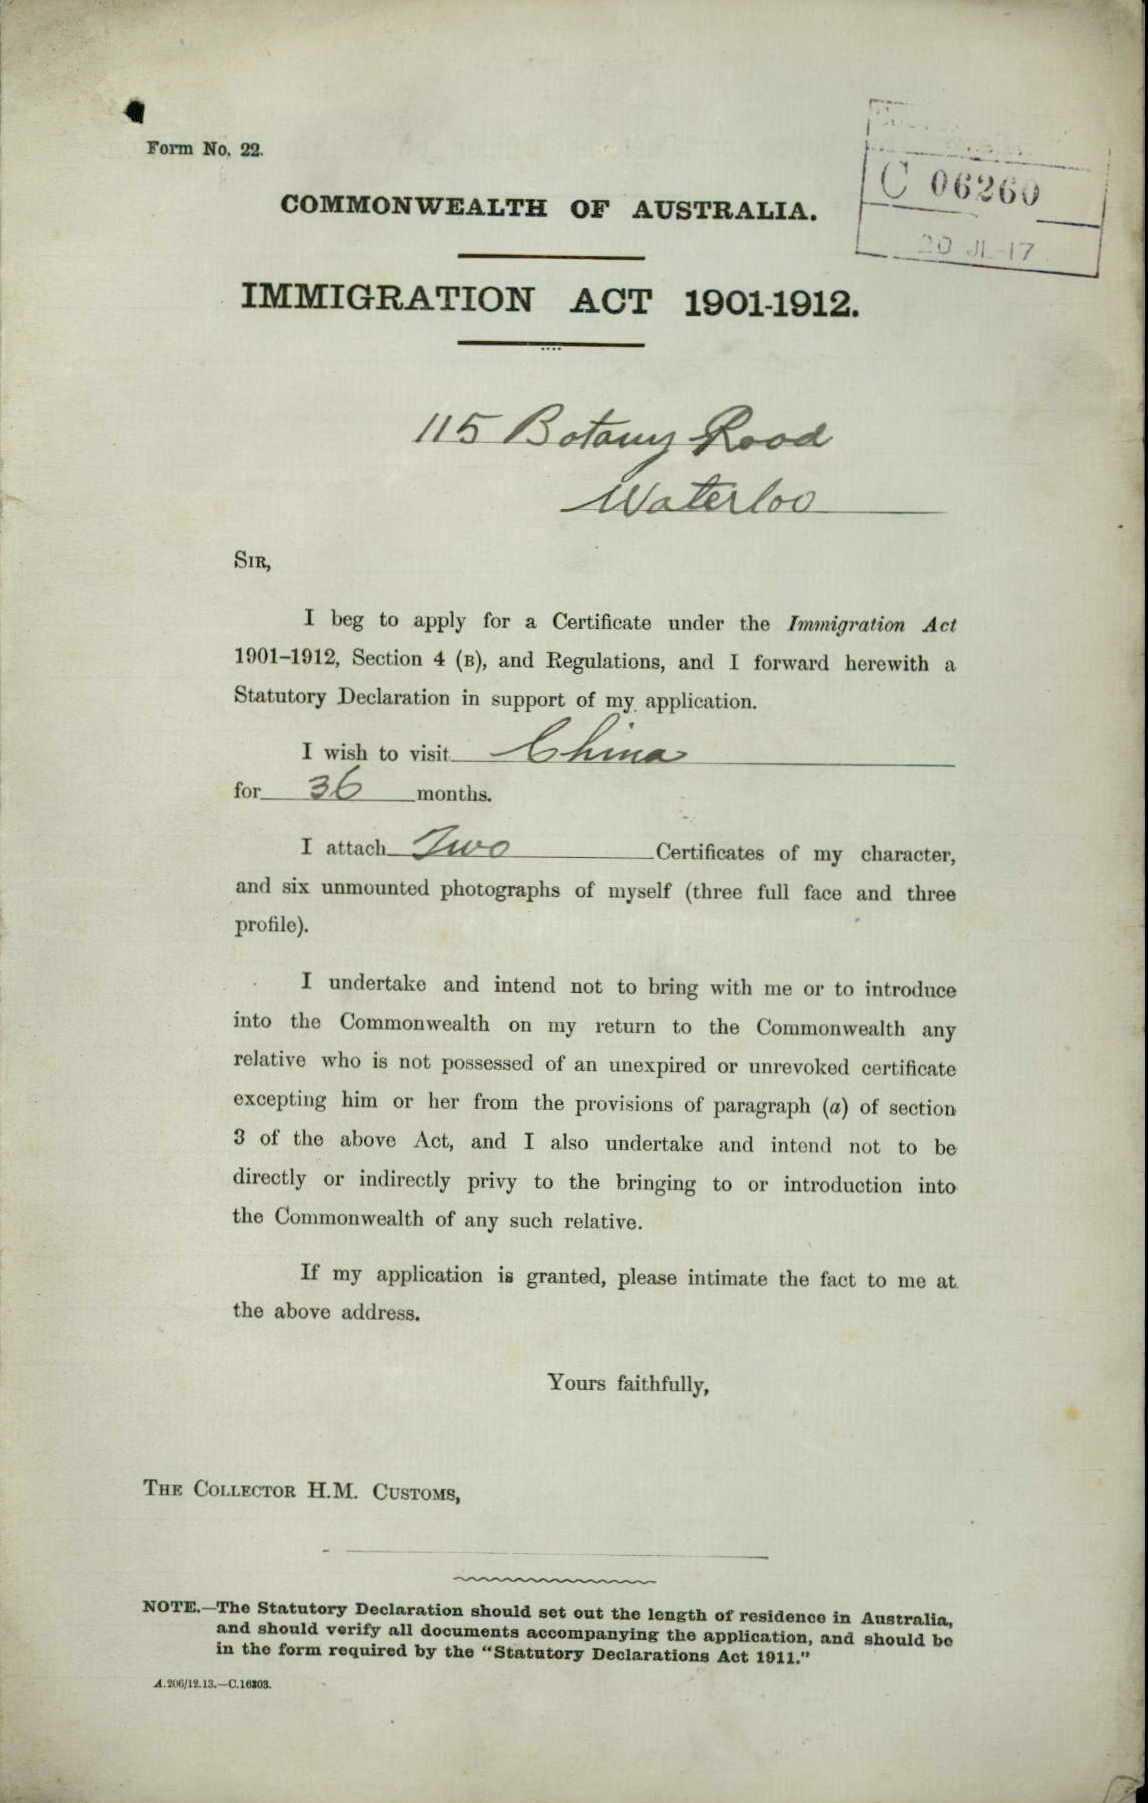 Form No. 22.
C 06260
20 JL-17
COMMONWEALTH OF AUSTRALIA.
IMMIGRATION ACT 1901-1912.
115 Botany Road
Waterloo
SIR,
I beg to apply for a Certificate under the Immigration Act
1901-1912, Section 4 (B), and Regulations, and I forward herewith a
Statutory Declaration in support of my application.
I wish to visit China
for 36 months.
I attach Two Certificates of my character,
and six unmounted photographs of myself (three full face and three
profile).
I undertake and intend not to bring with me or to introduce
into the Commonwealth on my return to the Commonwealth any
relative who is not possessed of an unexpired or unrevoked certificate
excepting him or her from the provisions of paragraph (a) of section
3 of the above Act, and I also undertake and intend not to be
directly or indirectly privy to the bringing to or introduction into
the Commonwealth of any such relative.
If my application is granted, please intimate the fact to me at
the above address.
Yours faithfully,
THE COLLECTOR H.M. CUSTOMS,
NOTE.—The Statutory Declaration should set out the length of residence in Australia,
and should verify all documents accompanying the application, and should be
in the form required by the "Statutory Declarations Act 1911."
A.206/12.13.—C.16303.